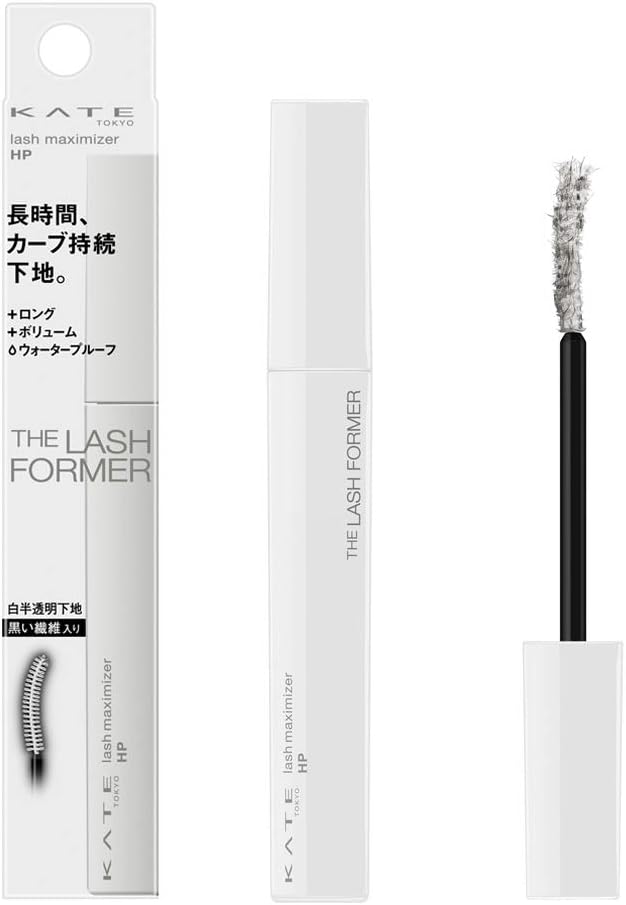 KATE
TOKYO
lash maximizer
HP
長時間、
カーブ持続
下地。
+ロング
+ボリューム
ウォータープルーフ
THE LASH
FORMER
白半透明下地
黒い繊維入り
lash maximizer
HP
KATE
TOKYO
THE LASH FORMER
lash maximizer
HP
KATE
TOKYO